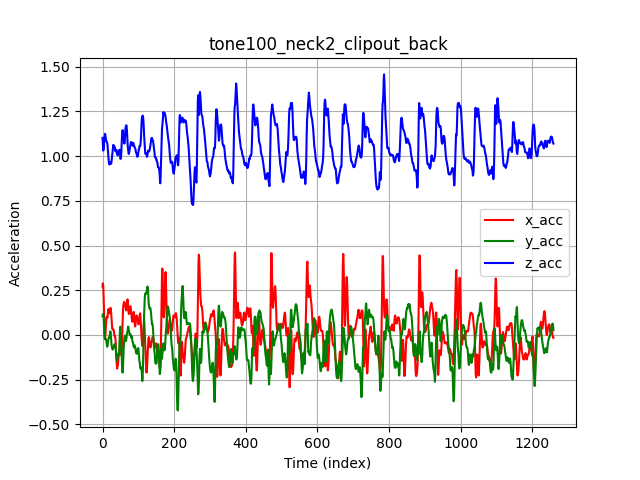 tone100_neck2_clipout_back
1.50
1.25
1.00
0.75
0.50
0.25
0.00
−0.25
−0.50
Acceleration
x_acc
y_acc
z_acc
0 200 400 600 800 1000 1200
Time (index)